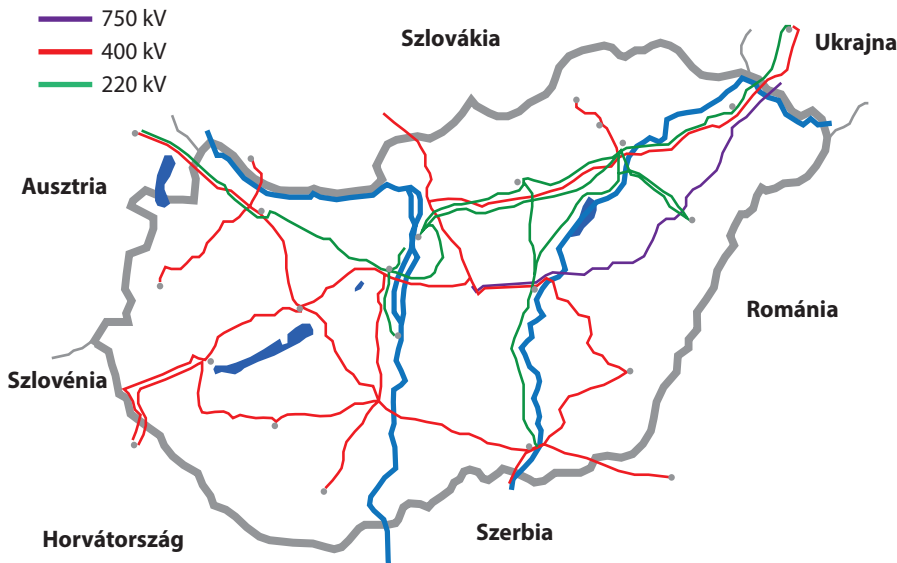 750 kV
400 kV
220 kV
Szlovákia
Ukrajna
Ausztria
Románia
Szlovénia
Szerbia
Horvátország